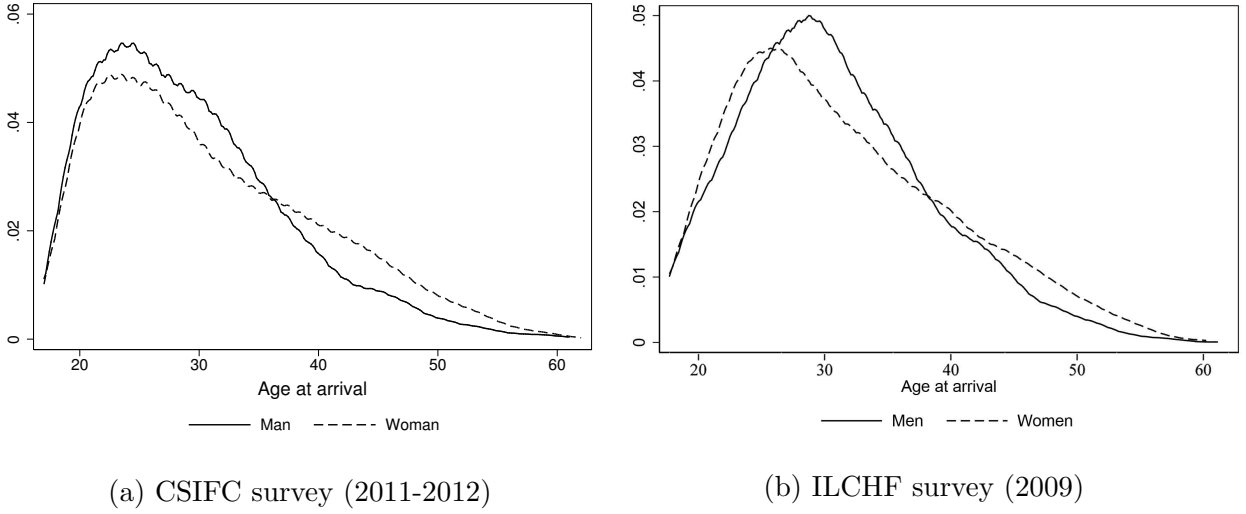 .06
.04
.02
0
20 30 40 50 60
Age at arrival
Man Woman
(a) CSIFC survey (2011-2012)
.05
.04
.03
.02
.01
0
20 30 40 50 60
Age at arrival
Men Women
(b) ILCHF survey (2009)